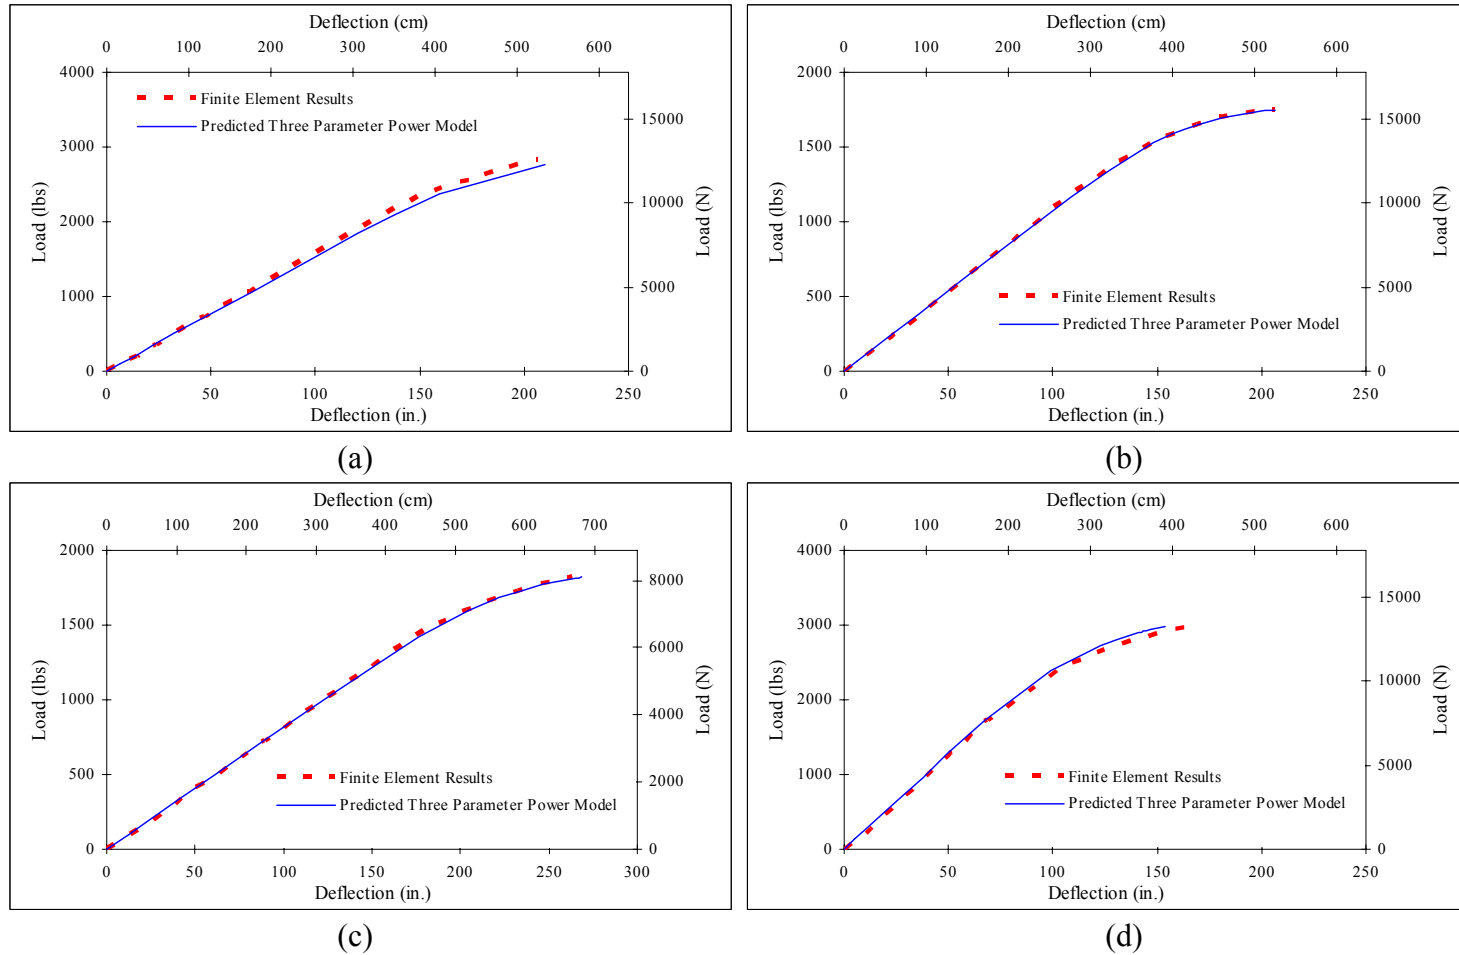 Deflection (cm)
0 100 200 300 400 500 600
4000
3000
2000
1000
0
Load (lbs)
Finite Element Results
Predicted Three Parameter Power Model
15000
10000
5000
0
Load (N)
0 50 100 150 200 250
Deflection (in.)
(a)
Deflection (cm)
0 100 200 300 400 500 600
2000
1500
1000
500
0
Load (lbs)
Finite Element Results
Predicted Three Parameter Power Model
15000
10000
5000
0
Load (N)
0 50 100 150 200 250
Deflection (in.)
(b)
Deflection (cm)
0 100 200 300 400 500 600 700
2000
1500
1000
500
0
Load (lbs)
Finite Element Results
Predicted Three Parameter Power Model
8000
6000
4000
2000
0
Load (N)
0 50 100 150 200 250 300
Deflection (in.)
(c)
Deflection (cm)
0 100 200 300 400 500 600
4000
3000
2000
1000
0
Load (lbs)
Finite Element Results
Predicted Three Parameter Power Model
15000
10000
5000
0
Load (N)
0 50 100 150 200 250
Deflection (in.)
(d)